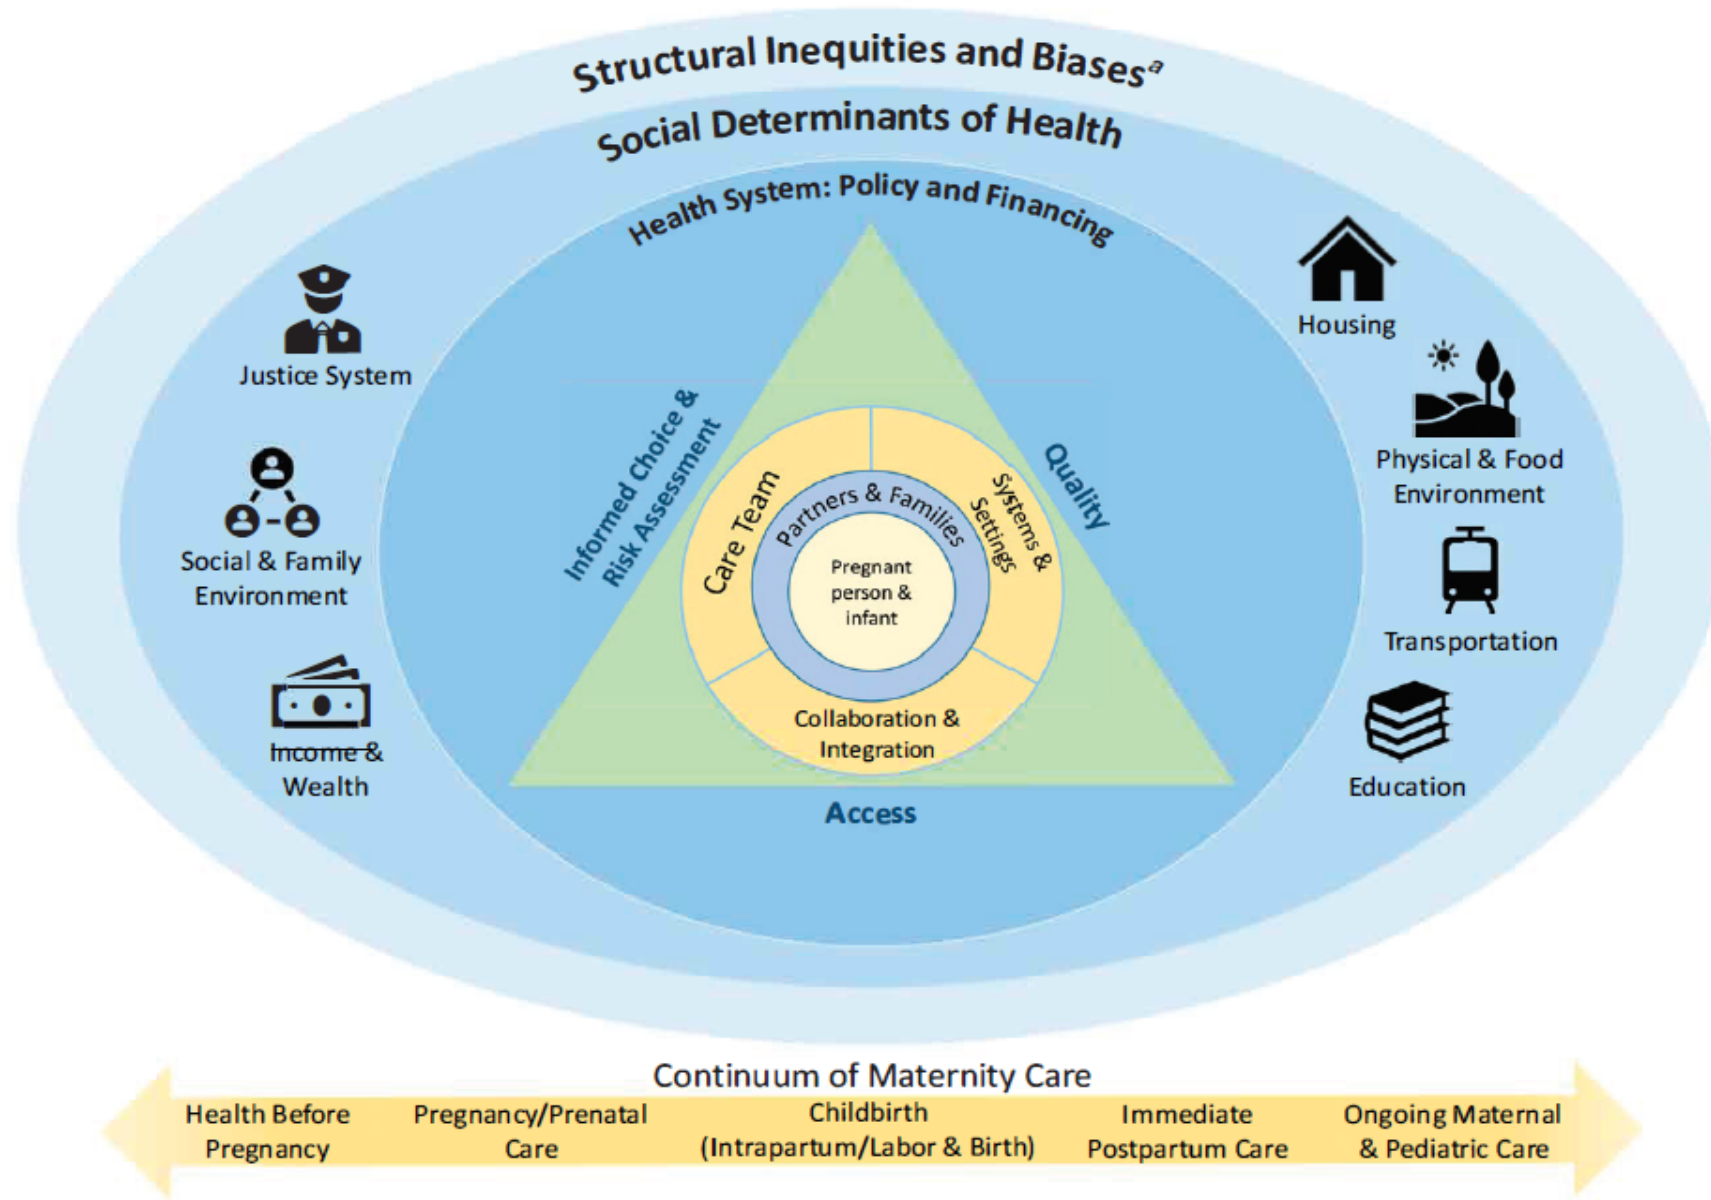 Structural Inequities and Biasesᵃ
Social Determinants of Health
Health System: Policy and Financing
Justice System
Social & Family
Environment
Income &
Wealth
Informed Choice &
Risk Assessment
Quality
Access
Care Team
Systems &
Settings
Collaboration &
Integration
Partners & Families
Pregnant
person &
infant
Housing
Physical & Food
Environment
Transportation
Education
Continuum of Maternity Care
Health Before
Pregnancy
Pregnancy/Prenatal
Care
Childbirth
(Intrapartum/Labor & Birth)
Immediate
Postpartum Care
Ongoing Maternal
& Pediatric Care